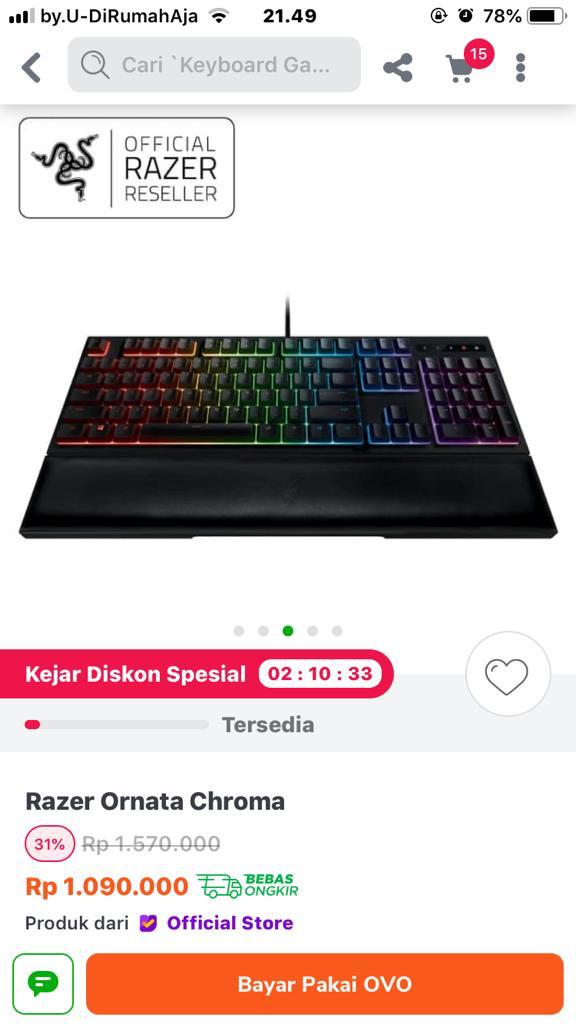 by.U-DiRumahAja 21.49 78%
Cari `Keyboard Ga... 15
OFFICIAL
RAZER
RESELLER
Kejar Diskon Spesial 02 : 10 : 33
Tersedia
Razer Ornata Chroma
31% Rp 1.570.000
Rp 1.090.000 BEBAS ONGKIR
Produk dari Official Store
Bayar Pakai OVO